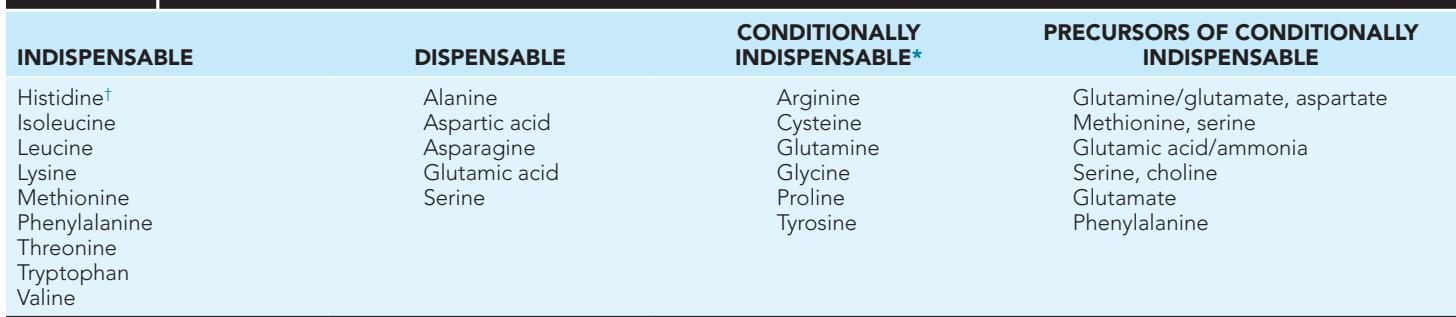 INDISPENSABLE DISPENSABLE CONDITIONALLY INDISPENSABLE* PRECURSORS OF CONDITIONALLY INDISPENSABLE
Histidine† Alanine Arginine Glutamine/glutamate, aspartate
Isoleucine Aspartic acid Cysteine Methionine, serine
Leucine Asparagine Glutamine Glutamic acid/ammonia
Lysine Glutamic acid Glycine Serine, choline
Methionine Serine Proline Glutamate
Phenylalanine Tyrosine Phenylalanine
Threonine
Tryptophan
Valine